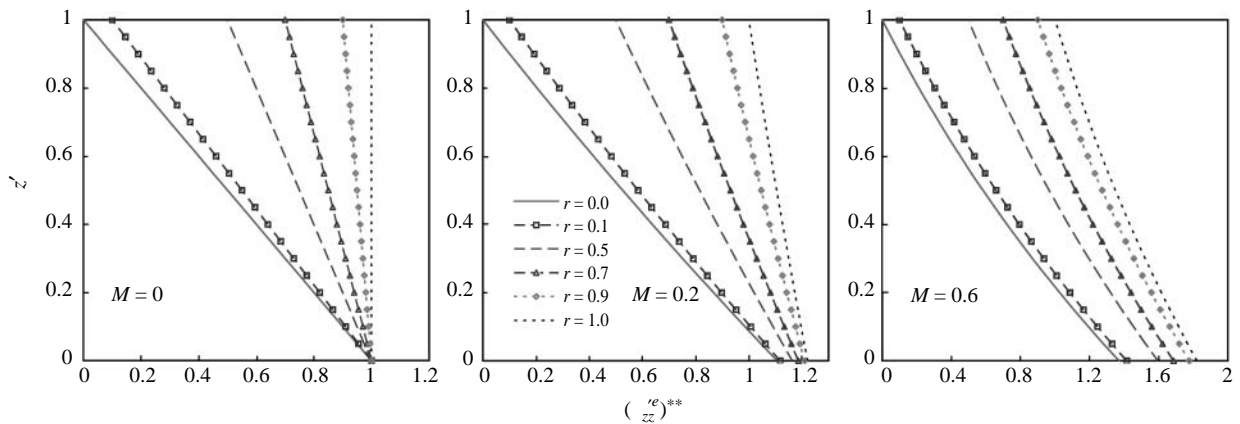 1
0.8
0.6
0.4
0.2
0
z′
0 0.2 0.4 0.6 0.8 1 1.2
M = 0
1
0.8
0.6
0.4
0.2
0
0 0.2 0.4 0.6 0.8 1.0 1.2
r = 0.0
r = 0.1
r = 0.5
r = 0.7
r = 0.9
r = 1.0
M = 0.2
1
0.8
0.6
0.4
0.2
0
0 0.4 0.8 1.2 1.6 2
M = 0.6
( ′e zz)**